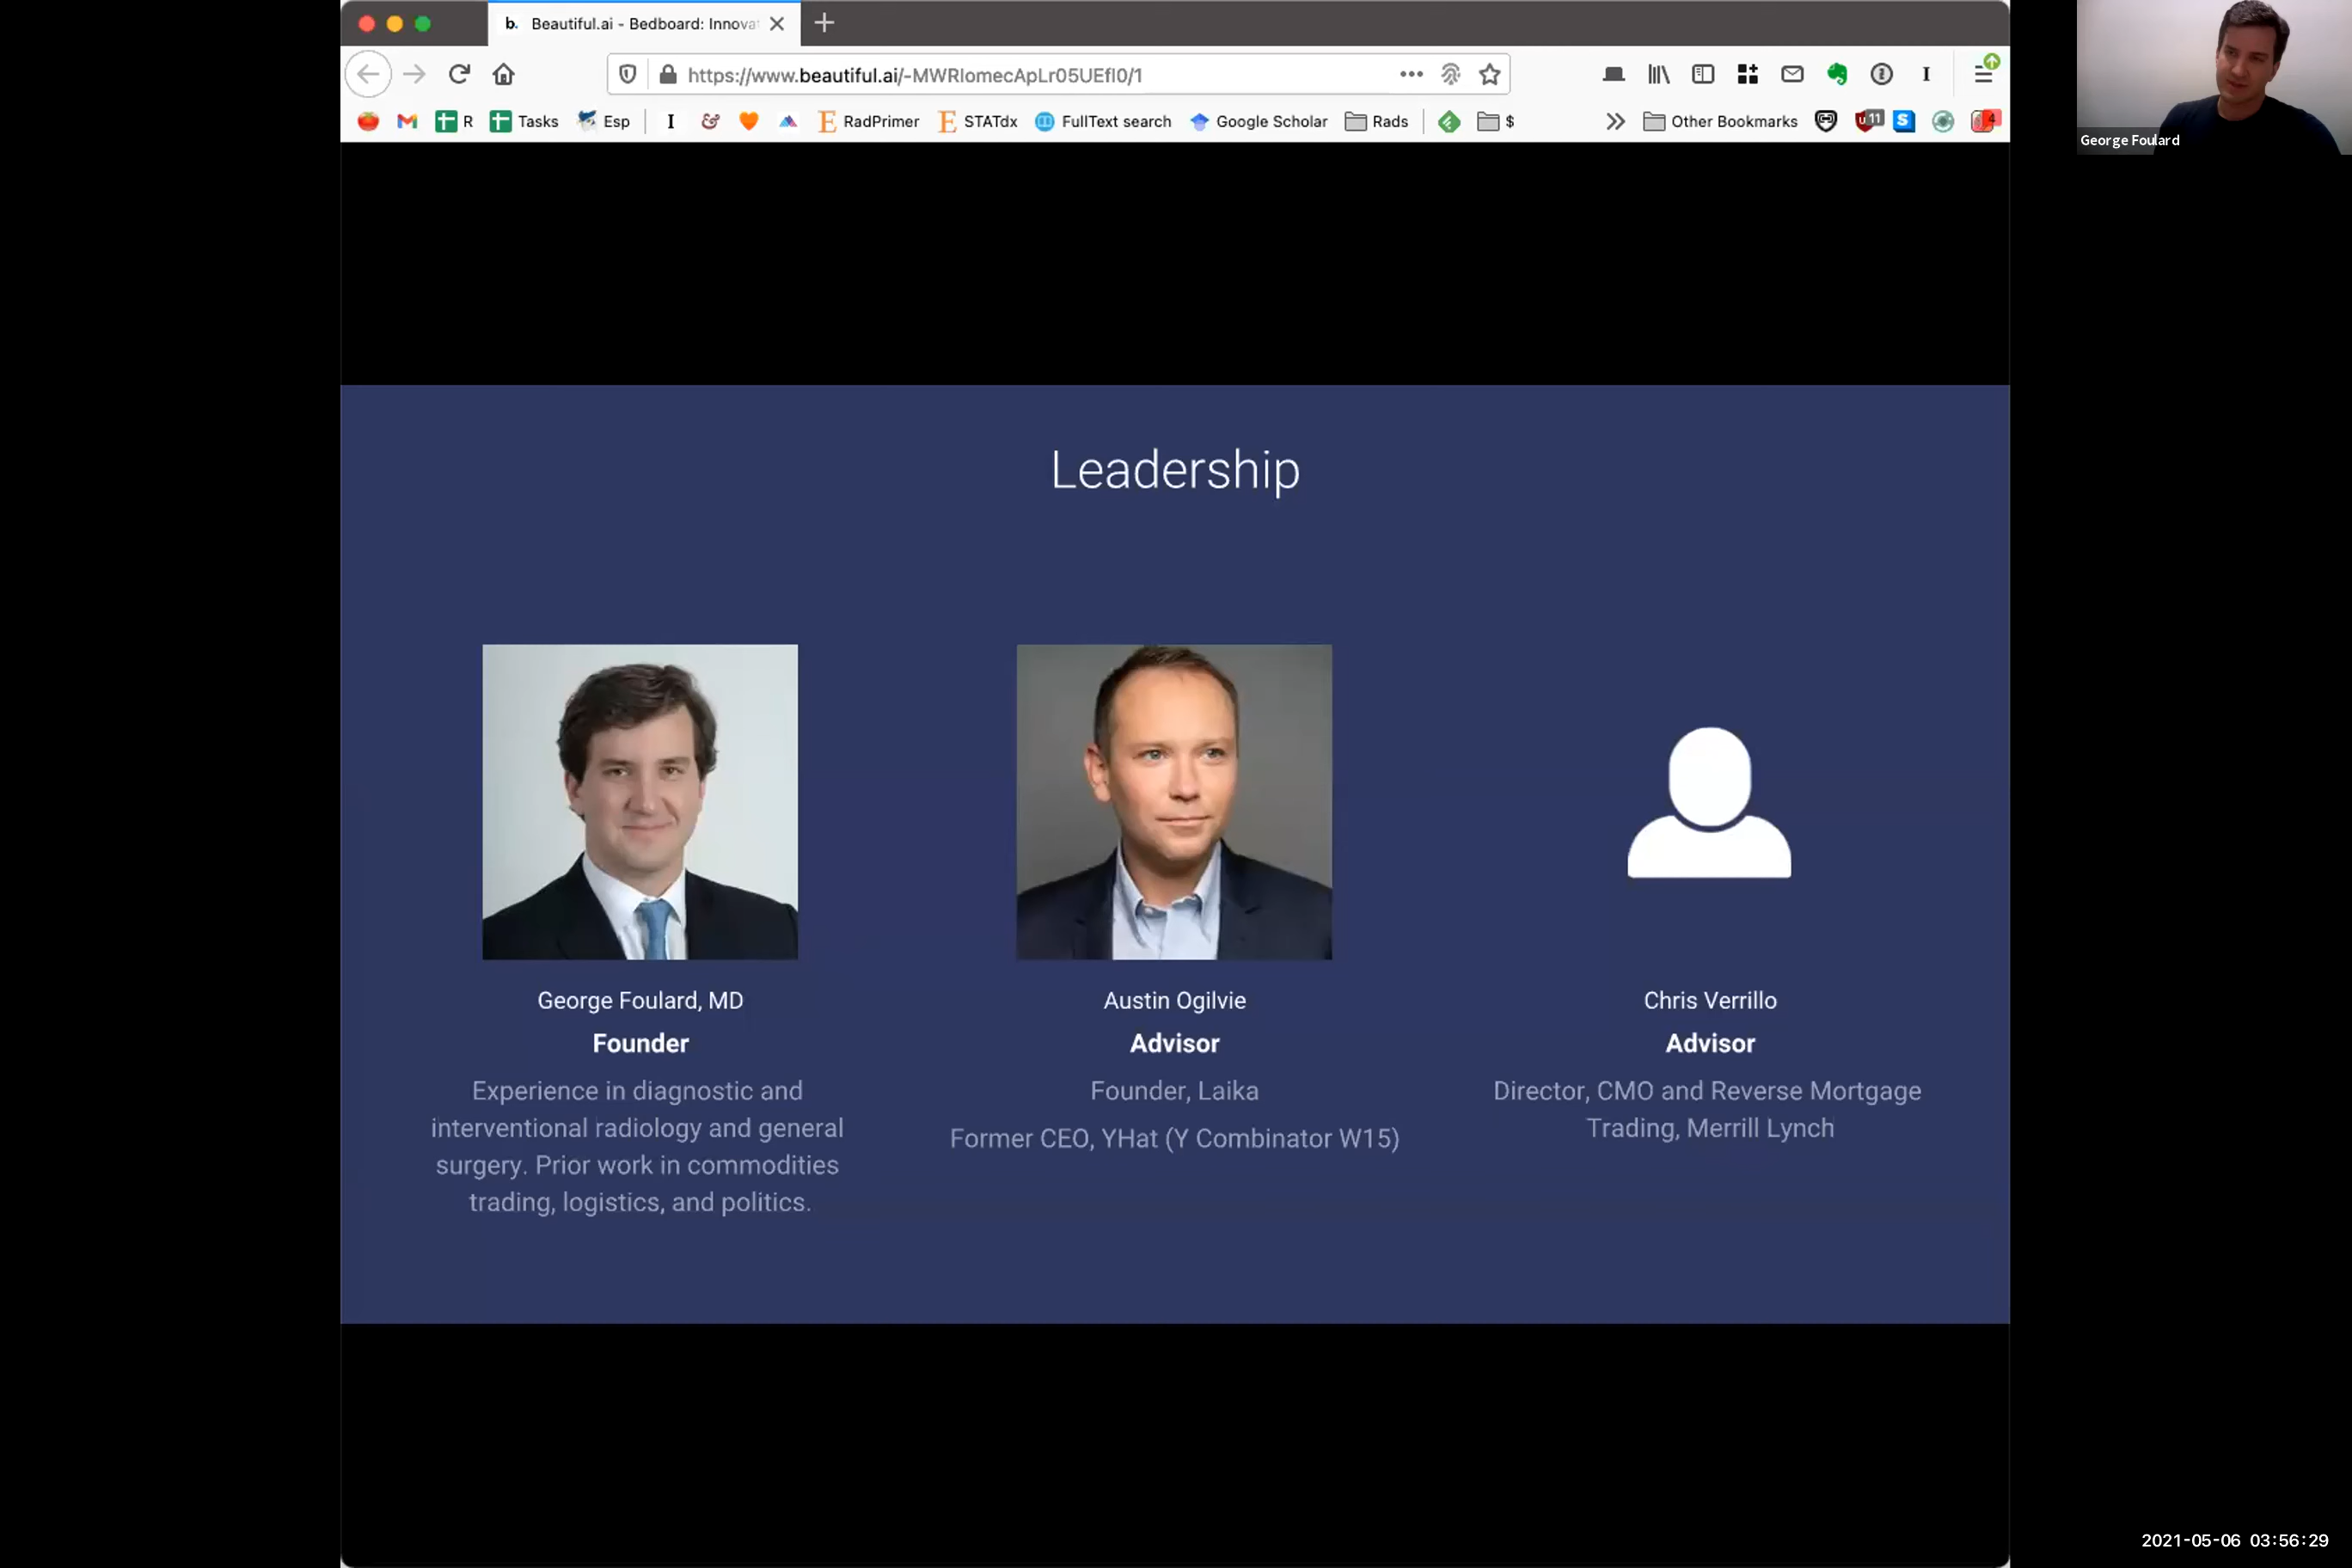 b. Beautiful.ai - Bedboard: Innova
https://www.beautiful.ai/-MWRIomecApLr05UEfI0/1
R Tasks Esp I & RadPrimer STATdx FullText search Google Scholar Rads $ Other Bookmarks 11 S 4
George Foulard
Leadership
George Foulard, MD
Founder
Experience in diagnostic and
interventional radiology and general
surgery. Prior work in commodities
trading, logistics, and politics.
Austin Ogilvie
Advisor
Founder, Laika
Former CEO, YHat (Y Combinator W15)
Chris Verrillo
Advisor
Director, CMO and Reverse Mortgage
Trading, Merrill Lynch
2021-05-06 03:56:29